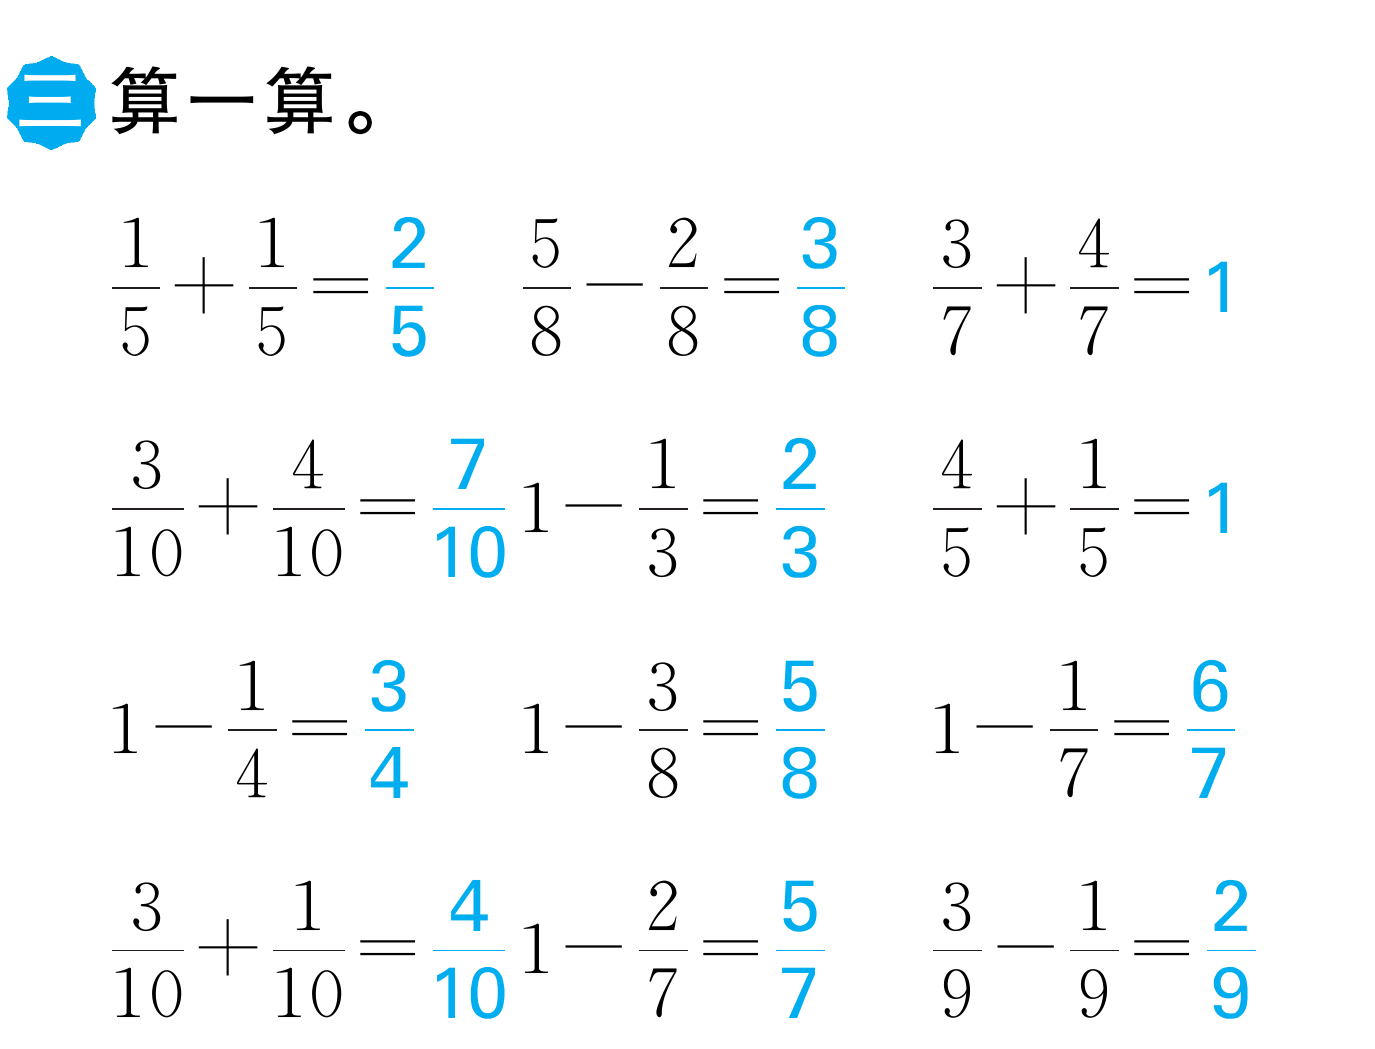 三 算一算。
1/5 + 1/5 = 2/5 5/8 − 2/8 = 3/8 3/7 + 4/7 = 1
3/10 + 4/10 = 7/10 1 − 1/3 = 2/3 4/5 + 1/5 = 1
1 − 1/4 = 3/4 1 − 3/8 = 5/8 1 − 1/7 = 6/7
3/10 + 1/10 = 4/10 1 − 2/7 = 5/7 3/9 − 1/9 = 2/9